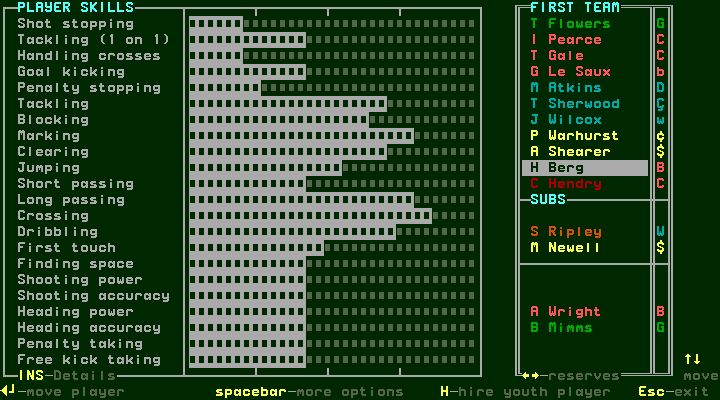 PLAYER SKILLS
Shot stopping
Tackling (1 on 1)
Handling crosses
Goal kicking
Penalty stopping
Tackling
Blocking
Marking
Clearing
Jumping
Short passing
Long passing
Crossing
Dribbling
First touch
Finding space
Shooting power
Shooting accuracy
Heading power
Heading accuracy
Penalty taking
Free kick taking
INS-Details
FIRST TEAM
T Flowers G
I Pearce C
T Gale C
G Le Saux b
M Atkins D
T Sherwood Ç
J Wilcox w
P Warhurst ¢
A Shearer $
H Berg B
C Hendry C
SUBS
S Ripley W
M Newell $
A Wright B
B Mimms G
↔-reserves
↑↓ move
↵-move player
spacebar-more options
H-hire youth player
Esc-exit